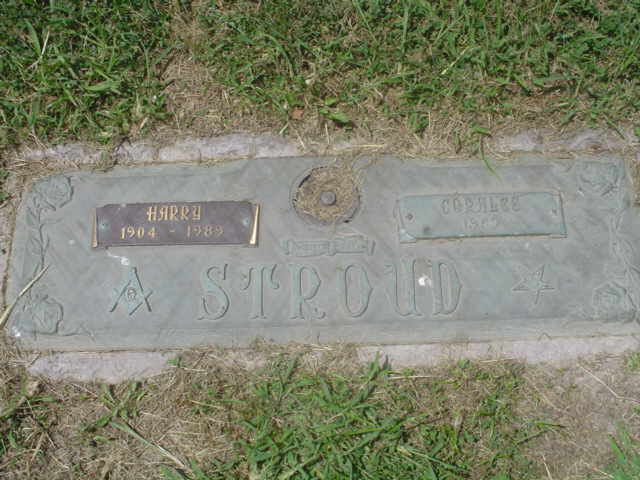 HARRY
1904 - 1989
CORALEE
STROUD